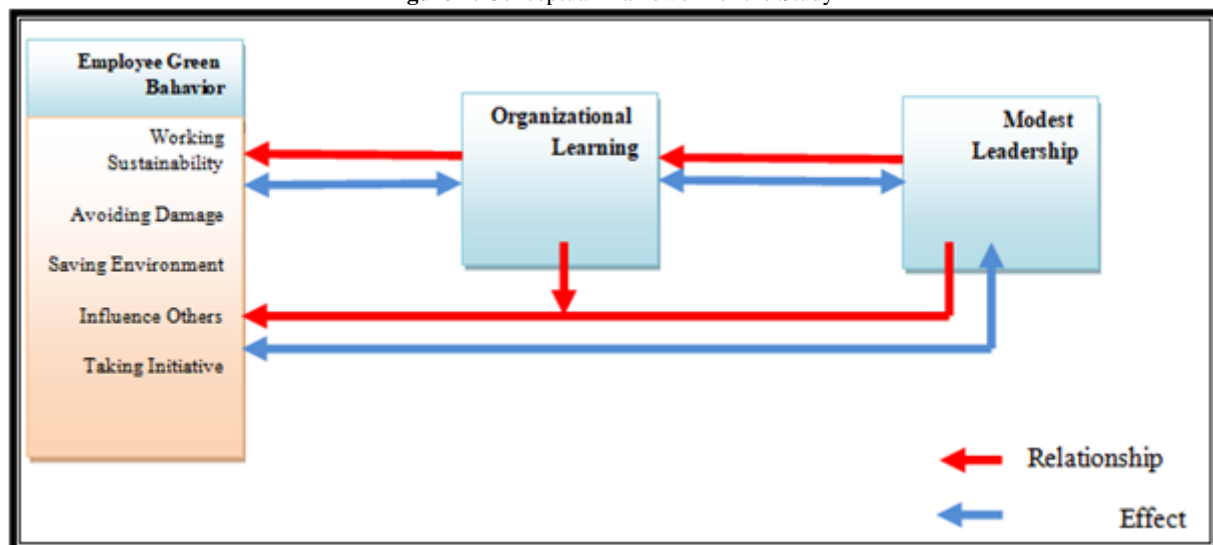 Employee Green
Bahavior
Working
Sustainability
Avoiding Damage
Saving Environment
Influence Others
Taking Initiative
Organizational
Learning
Modest
Leadership
Relationship
Effect